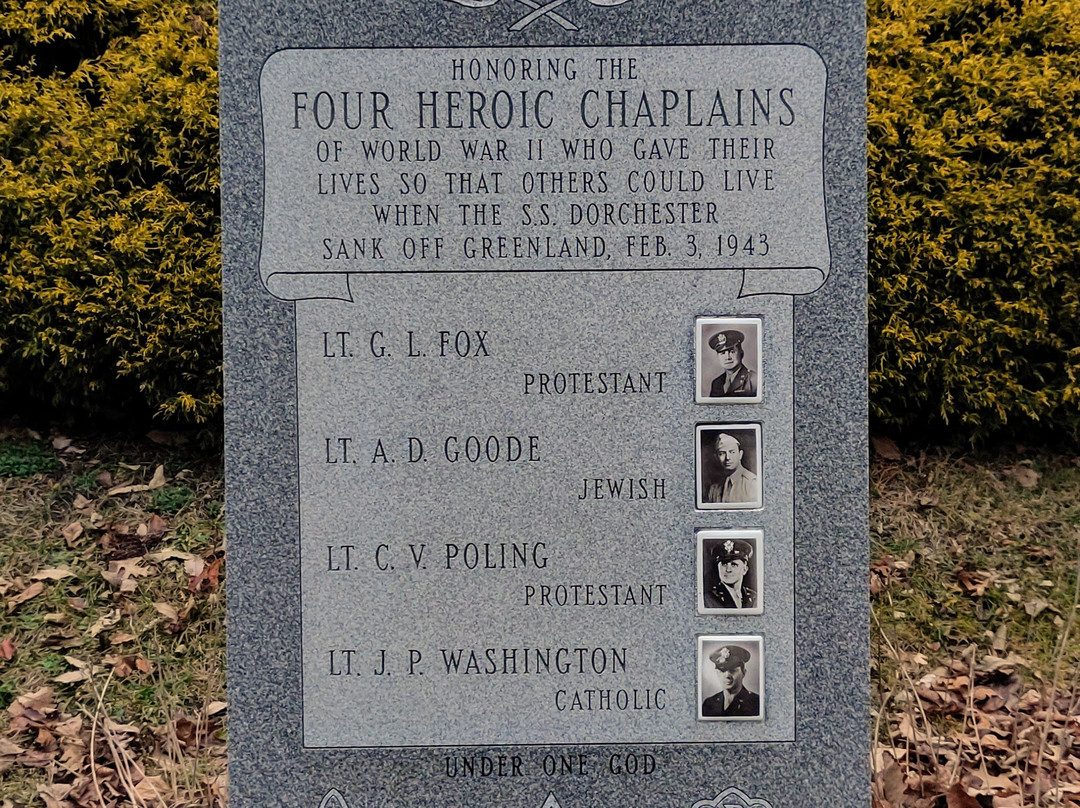 HONORING THE
FOUR HEROIC CHAPLAINS
OF WORLD WAR II WHO GAVE THEIR
LIVES SO THAT OTHERS COULD LIVE
WHEN THE S.S. DORCHESTER
SANK OFF GREENLAND, FEB. 3, 1943
LT. G. L. FOX
PROTESTANT
LT. A. D. GOODE
JEWISH
LT. C. V. POLING
PROTESTANT
LT. J. P. WASHINGTON
CATHOLIC
UNDER ONE GOD